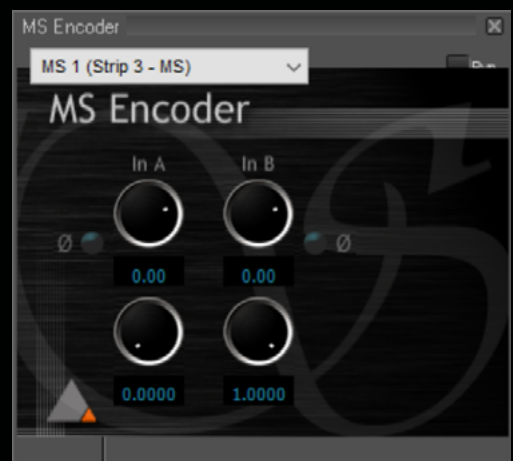 MS Encoder
MS 1 (Strip 3 - MS)
MS Encoder
In A In B
Ø Ø
0.00 0.00
0.0000 1.0000